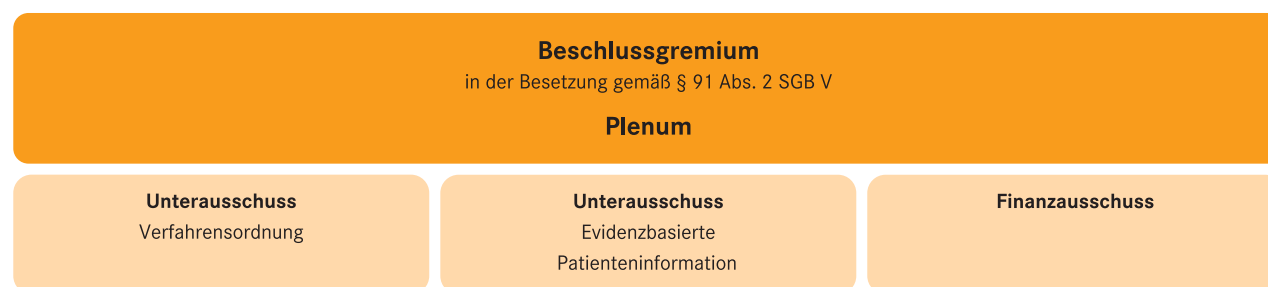 Beschlussgremium
in der Besetzung gemäß § 91 Abs. 2 SGB V
Plenum
Unterausschuss
Verfahrensordnung
Unterausschuss
Evidenzbasierte
Patienteninformation
Finanzausschuss